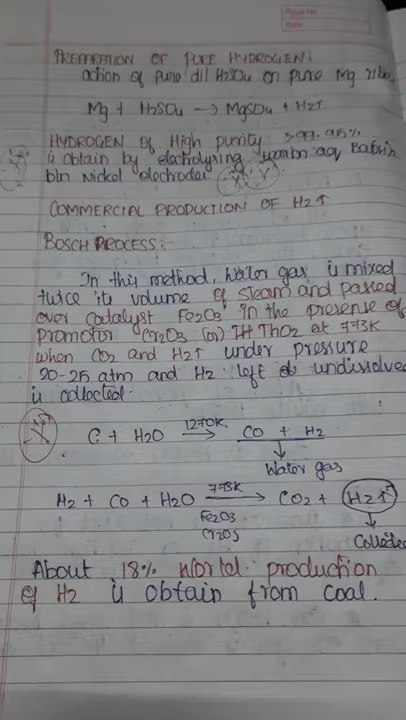 PREPARATION OF PURE HYDROGEN:
action of pure dil H2SO4 on pure Mg ribbo
Mg + H2SO4 → MgSO4 + H2↑
HYDROGEN of High purity >99.95%
is obtain by electrolysing warm aq Ba(OH)2
b/n Nickel electrodes
COMMERCIAL PRODUCTION OF H2↑
BOSCH PROCESS:-
In this method, Water gas is mixed
twice its volume of steam and passed
over catalyst Fe2O3 in the presense of
promotor Cr2O3 (or) ThO2 at 773K
when CO2 and H2↑ under pressure
20-25 atm and H2 left undissolved
is collected.
C + H2O 1270K → CO + H2
Water gas
H2 + CO + H2O 773K → CO2 + H2↑
Fe2O3
Cr2O3
Collected
About 18% World production
of H2 is obtain from coal.